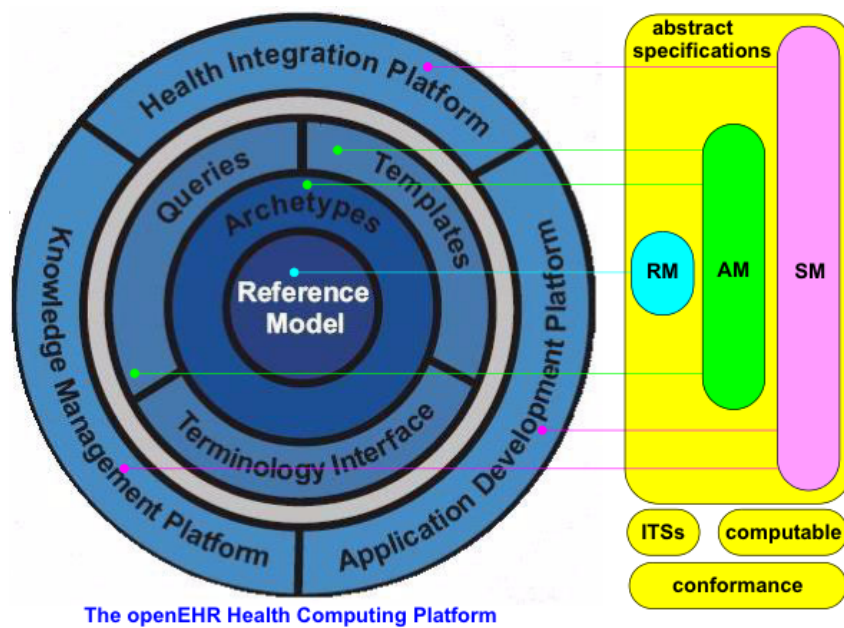 Health Integration Platform
abstract
specifications
Queries
Templates
Archetypes
Reference
Model
Knowledge Management Platform
Application Development Platform
Terminology Interface
RM
AM
SM
ITSs
computable
conformance
The openEHR Health Computing Platform